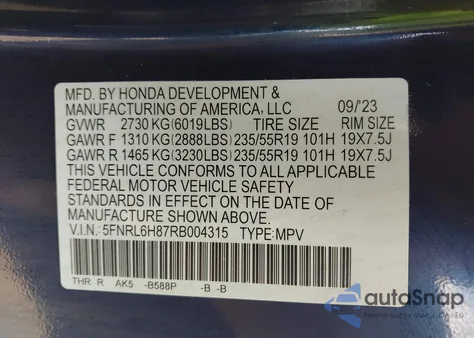 MFD. BY HONDA DEVELOPMENT &
MANUFACTURING OF AMERICA, LLC 09/'23
GVWR 2730 KG (6019LBS) TIRE SIZE RIM SIZE
GAWR F 1310 KG (2888LBS) 235/55R19 101H 19X7.5J
GAWR R 1465 KG (3230LBS) 235/55R19 101H 19X7.5J
THIS VEHICLE CONFORMS TO ALL APPLICABLE
FEDERAL MOTOR VEHICLE SAFETY
STANDARDS IN EFFECT ON THE DATE OF
MANUFACTURE SHOWN ABOVE.
V.I.N.:5FNRL6H87RB004315 TYPE:MPV
THR R AK5 -B588P -B -B
autoSnap